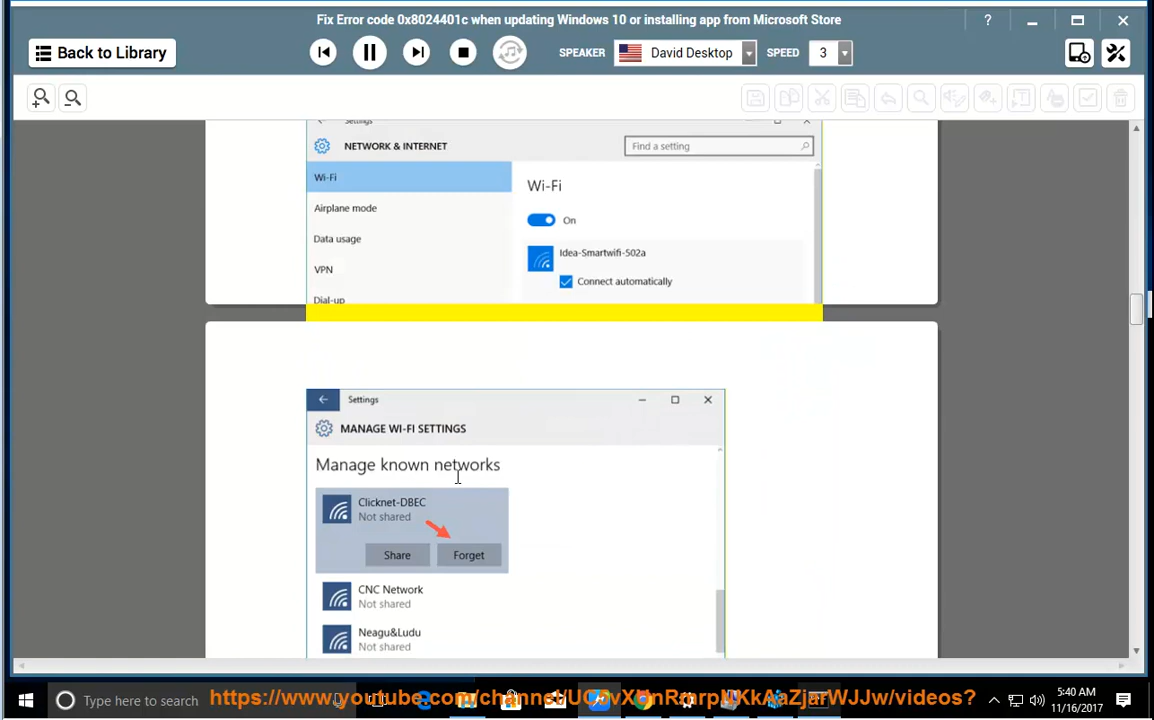 Fix Error code 0x8024401c when updating Windows 10 or installing app from Microsoft Store
?
Back to Library
SPEAKER
David Desktop
SPEED
3
Settings
NETWORK & INTERNET
Find a setting
Wi-Fi
Wi-Fi
Airplane mode
On
Data usage
Idea-Smartwifi-502a
VPN
Connect automatically
Dial-up
Settings
MANAGE WI-FI SETTINGS
Manage known networks
Clicknet-DBEC
Not shared
Share
Forget
CNC Network
Not shared
Neagu&Ludu
Not shared
Type here to search
5:40 AM
11/16/2017